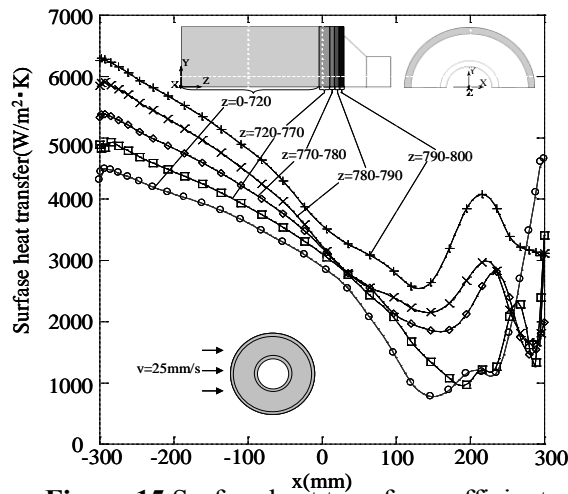 7000
6000
5000
4000
3000
2000
1000
0
Surfase heat transfer(W/m²·K)
Y
X
Z
Y
X
Z
z=0-720
z=720-770
z=770-780
z=780-790
z=790-800
v=25mm/s
-300 -200 -100 0 100 200 300
x(mm)